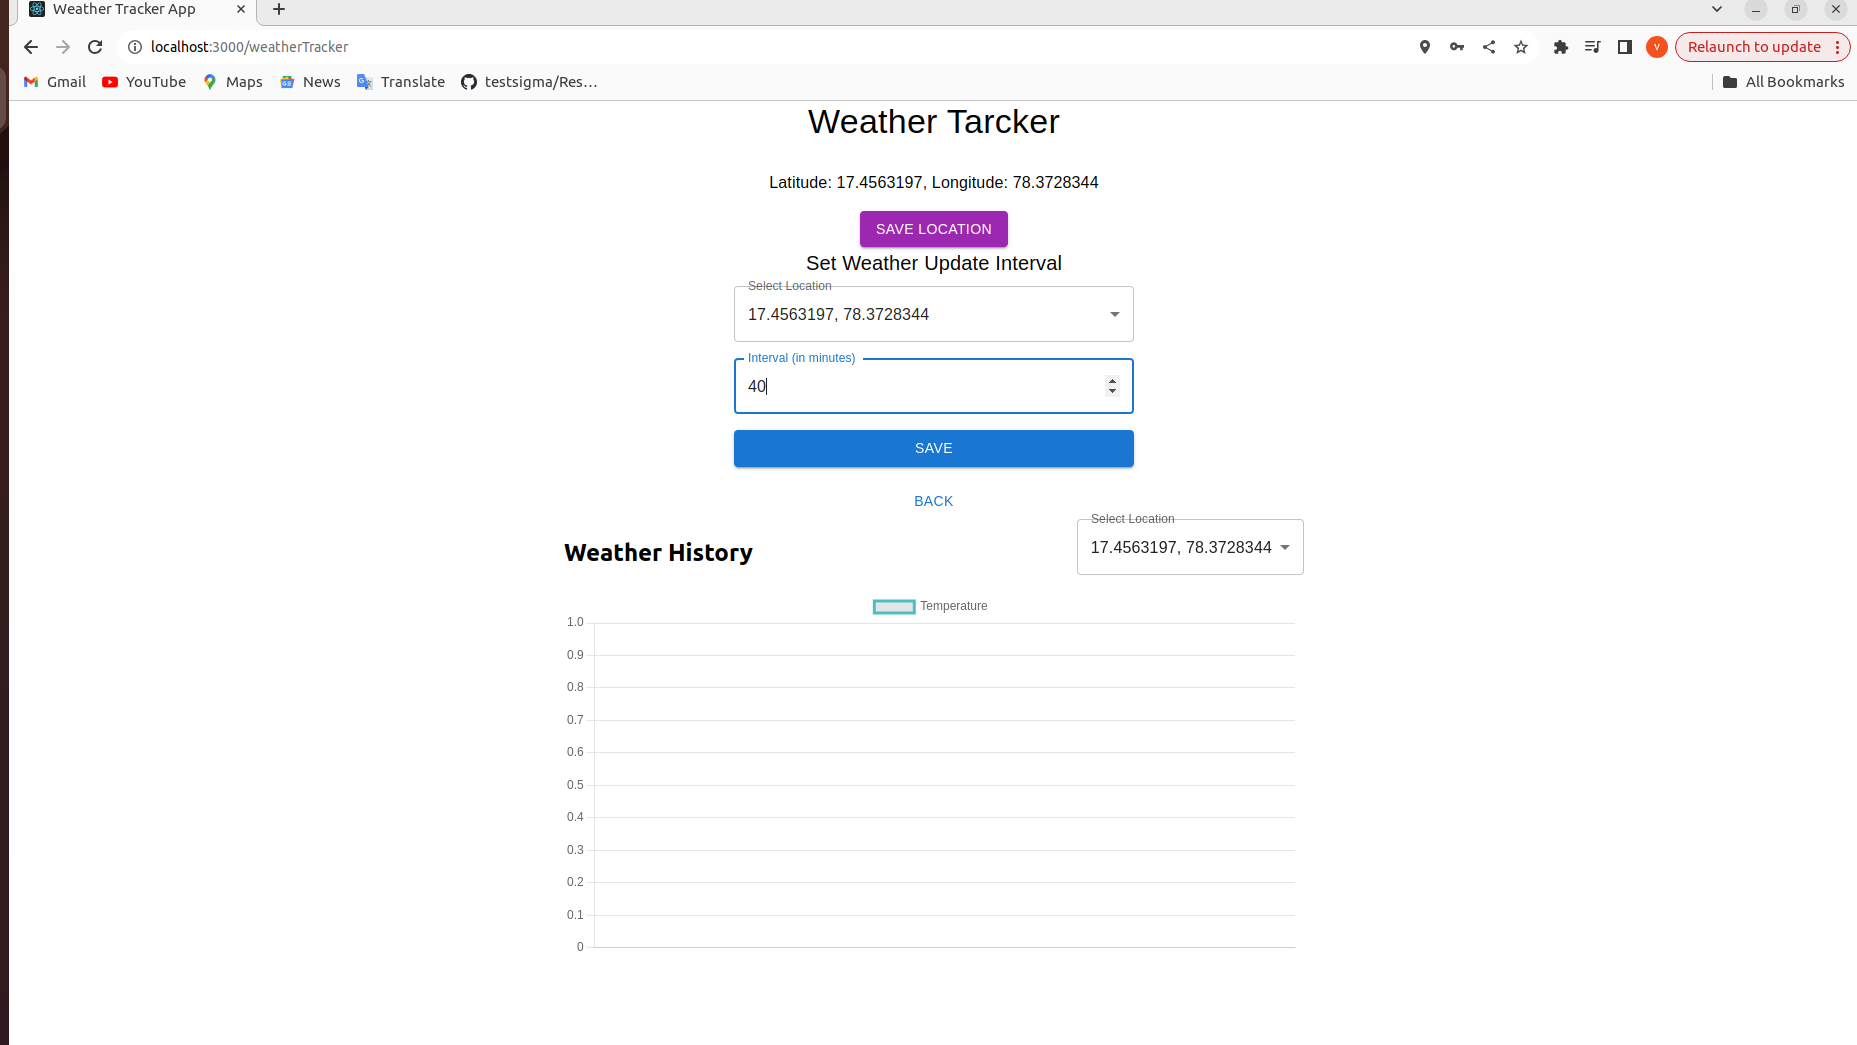 Weather Tracker App
localhost:3000/weatherTracker
V
Relaunch to update
Gmail YouTube Maps News Translate testsigma/Res... All Bookmarks
Weather Tarcker
Latitude: 17.4563197, Longitude: 78.3728344
SAVE LOCATION
Set Weather Update Interval
Select Location
17.4563197, 78.3728344
Interval (in minutes)
40
SAVE
BACK
Select Location
17.4563197, 78.3728344
Weather History
Temperature
1.0
0.9
0.8
0.7
0.6
0.5
0.4
0.3
0.2
0.1
0